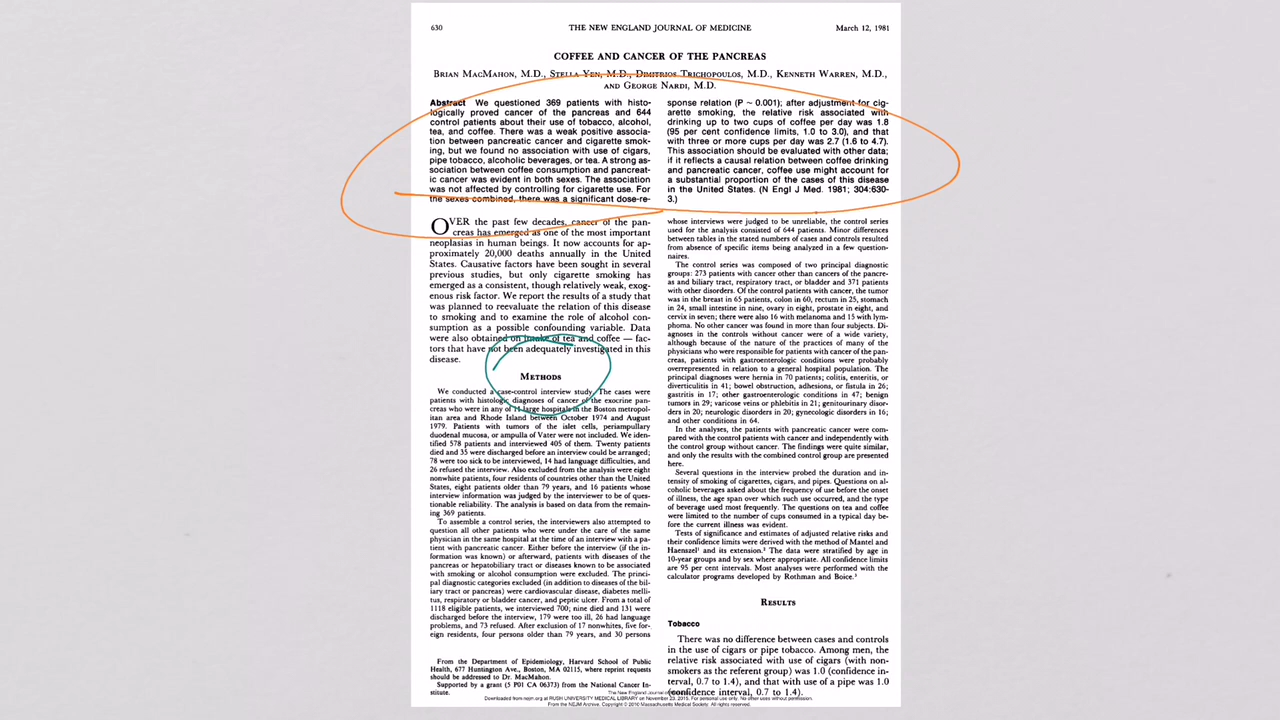 630
THE NEW ENGLAND JOURNAL OF MEDICINE
March 12, 1981
COFFEE AND CANCER OF THE PANCREAS
BRIAN MACMAHON, M.D., STELLA YEN, M.D., DIMITRIOS TRICHOPOULOS, M.D., KENNETH WARREN, M.D.,
AND GEORGE NARDI, M.D.
Abstract We questioned 369 patients with histo-
logically proved cancer of the pancreas and 644
control patients about their use of tobacco, alcohol,
tea, and coffee. There was a weak positive associa-
tion between pancreatic cancer and cigarette smok-
ing, but we found no association with use of cigars,
pipe tobacco, alcoholic beverages, or tea. A strong as-
sociation between coffee consumption and pancreat-
ic cancer was evident in both sexes. The association
was not affected by controlling for cigarette use. For
the sexes combined, there was a significant dose-re-
sponse relation (P ~ 0.001); after adjustment for cig-
arette smoking, the relative risk associated with
drinking up to two cups of coffee per day was 1.8
(95 per cent confidence limits, 1.0 to 3.0), and that
with three or more cups per day was 2.7 (1.6 to 4.7).
This association should be evaluated with other data;
if it reflects a causal relation between coffee drinking
and pancreatic cancer, coffee use might account for
a substantial proportion of the cases of this disease
in the United States. (N Engl J Med. 1981; 304:630-
3.)
OVER the past few decades, cancer of the pan-
creas has emerged as one of the most important
neoplasias in human beings. It now accounts for ap-
proximately 20,000 deaths annually in the United
States. Causative factors have been sought in several
previous studies, but only cigarette smoking has
emerged as a consistent, though relatively weak, exog-
enous risk factor. We report the results of a study that
was planned to reevaluate the relation of this disease
to smoking and to examine the role of alcohol con-
sumption as a possible confounding variable. Data
were also obtained on intake of tea and coffee — fac-
tors that have not been adequately investigated in this
disease.
METHODS
We conducted a case-control interview study. The cases were
patients with histologic diagnoses of cancer of the exocrine pan-
creas who were in any of 11 large hospitals in the Boston metropol-
itan area and Rhode Island between October 1974 and August
1979. Patients with tumors of the islet cells, periampullary
duodenal mucosa, or ampulla of Vater were not included. We iden-
tified 578 patients and interviewed 405 of them. Twenty patients
died and 35 were discharged before an interview could be arranged;
78 were too sick to be interviewed, 14 had language difficulties, and
26 refused the interview. Also excluded from the analysis were eight
nonwhite patients, four residents of countries other than the United
States, eight patients older than 79 years, and 16 patients whose
interview information was judged by the interviewer to be of ques-
tionable reliability. The analysis is based on data from the remain-
ing 369 patients.
To assemble a control series, the interviewers also attempted to
question all other patients who were under the care of the same
physician in the same hospital at the time of an interview with a pa-
tient with pancreatic cancer. Either before the interview (if the in-
formation was known) or afterward, patients with diseases of the
pancreas or hepatobiliary tract or diseases known to be associated
with smoking or alcohol consumption were excluded. The princi-
pal diagnostic categories excluded (in addition to diseases of the bil-
iary tract or pancreas) were cardiovascular disease, diabetes melli-
tus, respiratory or bladder cancer, and peptic ulcer. From a total of
1118 eligible patients, we interviewed 700; nine died and 131 were
discharged before the interview, 179 were too ill, 26 had language
problems, and 73 refused. After exclusion of 17 nonwhites, five for-
eign residents, four persons older than 79 years, and 30 persons
From the Department of Epidemiology, Harvard School of Public
Health, 677 Huntington Ave., Boston, MA 02115, where reprint requests
should be addressed to Dr. MacMahon.
Supported by a grant (5 P01 CA 06373) from the National Cancer In-
stitute.
whose interviews were judged to be unreliable, the control series
used for the analysis consisted of 644 patients. Minor differences
between tables in the stated numbers of cases and controls resulted
from absence of specific items being analyzed in a few question-
naires.
The control series was composed of two principal diagnostic
groups: 273 patients with cancer other than cancers of the pancre-
as and biliary tract, respiratory tract, or bladder and 371 patients
with other disorders. Of the control patients with cancer, the tumor
was in the breast in 65 patients, colon in 60, rectum in 25, stomach
in 24, small intestine in nine, ovary in eight, prostate in eight, and
cervix in seven; there were also 16 with melanoma and 15 with lym-
phoma. No other cancer was found in more than four subjects. Di-
agnoses in the controls without cancer were of a wide variety,
although because of the nature of the practices of many of the
physicians who were responsible for patients with cancer of the pan-
creas, patients with gastroenterologic conditions were probably
overrepresented in relation to a general hospital population. The
principal diagnoses were hernia in 70 patients; colitis, enteritis, or
diverticulitis in 41; bowel obstruction, adhesions, or fistula in 26;
gastritis in 17; other gastroenterologic conditions in 47; benign
tumors in 29; varicose veins or phlebitis in 21; genitourinary disor-
ders in 20; neurologic disorders in 20; gynecologic disorders in 16;
and other conditions in 64.
In the analyses, the patients with pancreatic cancer were com-
pared with the control patients with cancer and independently with
the control group without cancer. The findings were quite similar,
and only the results with the combined control group are presented
here.
Several questions in the interview probed the duration and in-
tensity of smoking of cigarettes, cigars, and pipes. Questions on al-
coholic beverages asked about the frequency of use before the onset
of illness, the age span over which such use occurred, and the type
of beverage used most frequently. The questions on tea and coffee
were limited to the number of cups consumed in a typical day be-
fore the current illness was evident.
Tests of significance and estimates of adjusted relative risks and
their confidence limits were derived with the method of Mantel and
Haenszel¹ and its extension.² The data were stratified by age in
10-year groups and by sex where appropriate. All confidence limits
are 95 per cent intervals. Most analyses were performed with the
calculator programs developed by Rothman and Boice.³
RESULTS
Tobacco
There was no difference between cases and controls
in the use of cigars or pipe tobacco. Among men, the
relative risk associated with use of cigars (with non-
smokers as the referent group) was 1.0 (confidence in-
terval, 0.7 to 1.4), and that with use of a pipe was 1.0
(confidence interval, 0.7 to 1.4).
The New England Journal
Downloaded from nejm.org at RUSH UNIVERSITY MEDICAL LIBRARY on November 23, 2015. For personal use only. No other uses without permission.
From the NEJM Archive. Copyright © 2010 Massachusetts Medical Society. All rights reserved.